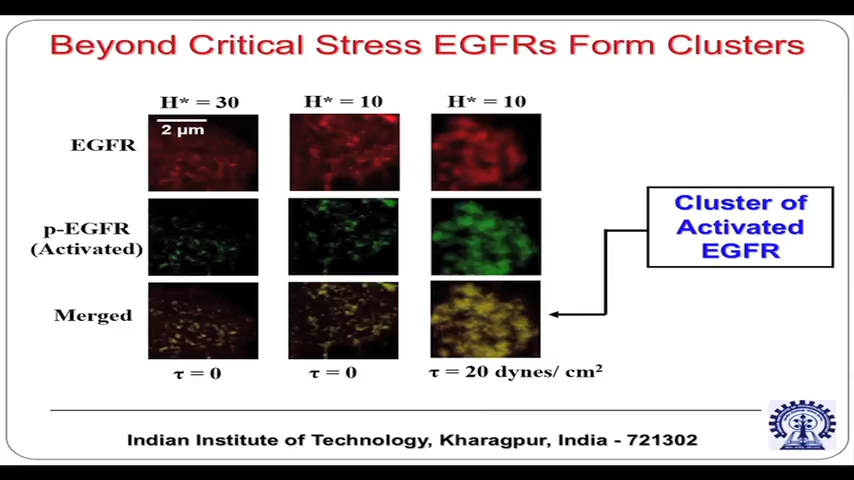 Beyond Critical Stress EGFRs Form Clusters
H* = 30
H* = 10
H* = 10
2 μm
EGFR
p-EGFR
(Activated)
Merged
Cluster of
Activated
EGFR
τ = 0
τ = 0
τ = 20 dynes/ cm²
Indian Institute of Technology, Kharagpur, India - 721302